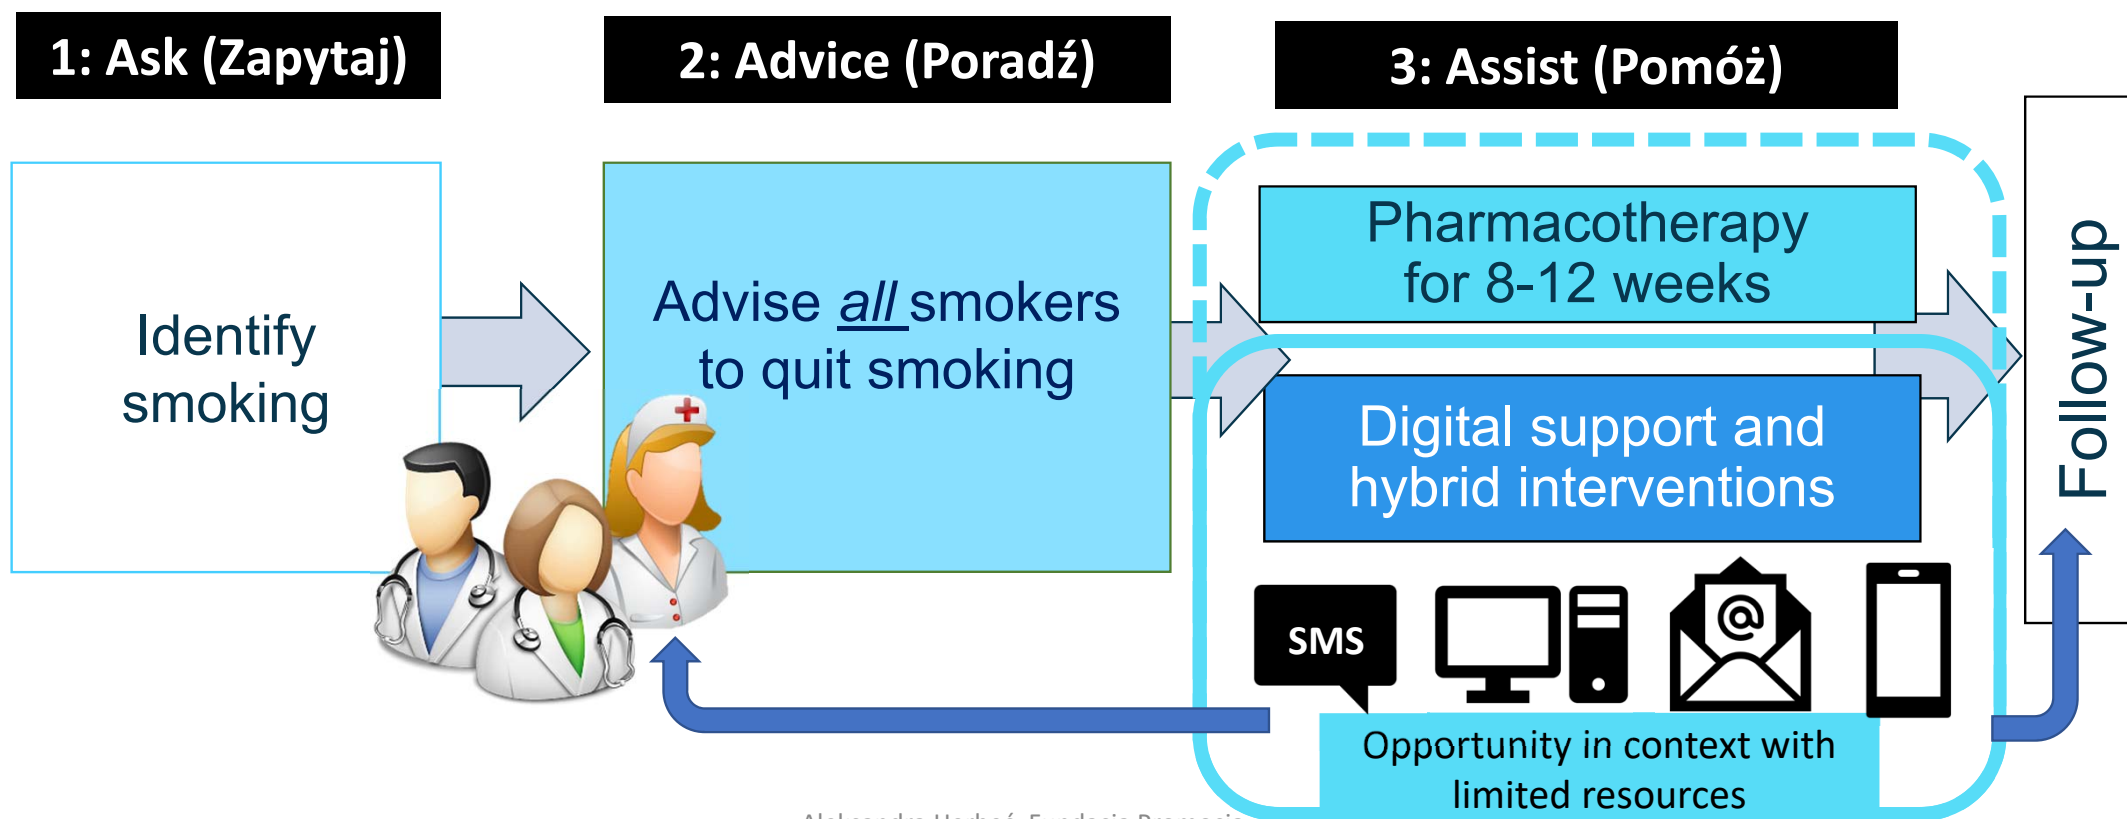 1: Ask (Zapytaj)
2: Advice (Poradź)
3: Assist (Pomóż)
Identify
smoking
Advise all smokers
to quit smoking
Pharmacotherapy
for 8-12 weeks
Digital support and
hybrid interventions
SMS
@
Opportunity in context with
limited resources
Follow-up